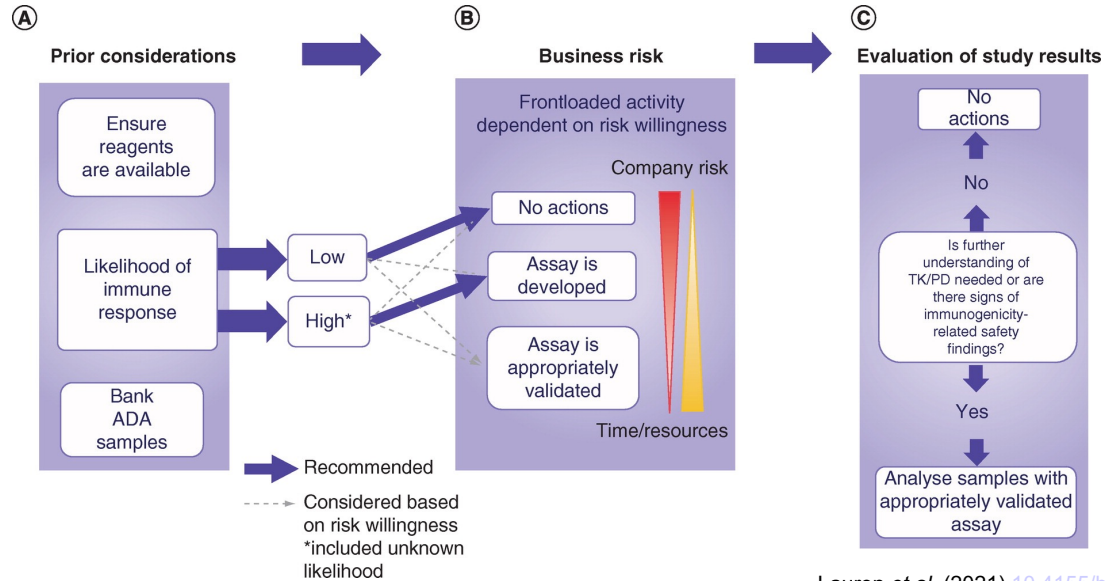 A
Prior considerations
Ensure
reagents
are available
Likelihood of
immune
response
Bank
ADA
samples
Low
High*
Recommended
Considered based
on risk willingness
*included unknown
likelihood
B
Business risk
Frontloaded activity
dependent on risk willingness
Company risk
No actions
Assay is
developed
Assay is
appropriately
validated
Time/resources
C
Evaluation of study results
No
actions
No
Is further
understanding of
TK/PD needed or are
there signs of
immunogenicity-
related safety
findings?
Yes
Analyse samples with
appropriately validated
assay
et al. (2021)